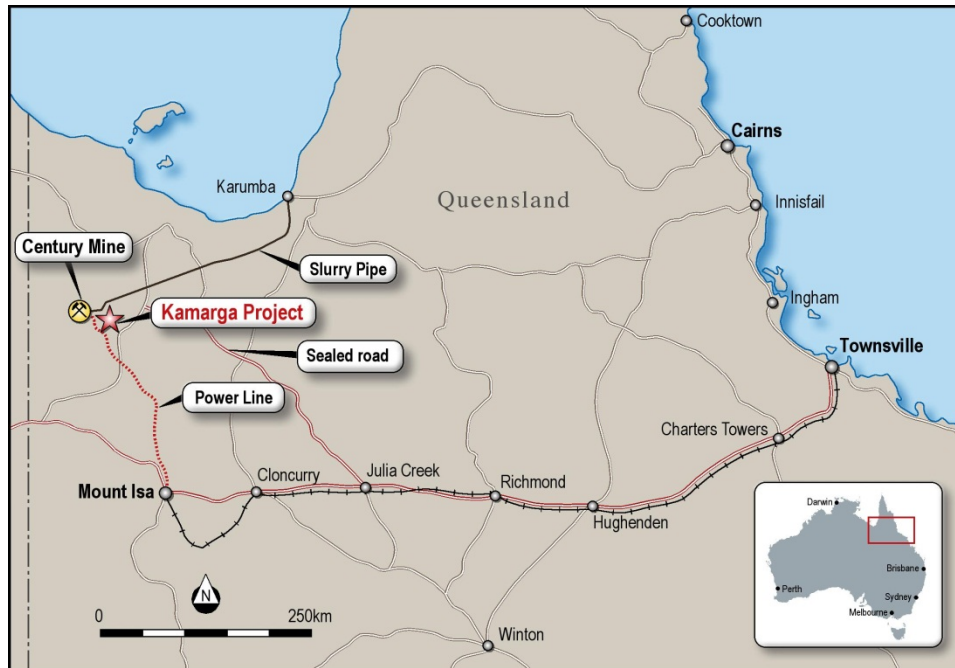 Cooktown
Cairns
Karumba
Queensland
Innisfail
Century Mine
Slurry Pipe
Ingham
Kamarga Project
Sealed road
Townsville
Power Line
Charters Towers
Mount Isa
Cloncurry
Julia Creek
Richmond
Hughenden
Darwin
Brisbane
Perth
Sydney
Melbourne
N
0 250km
Winton